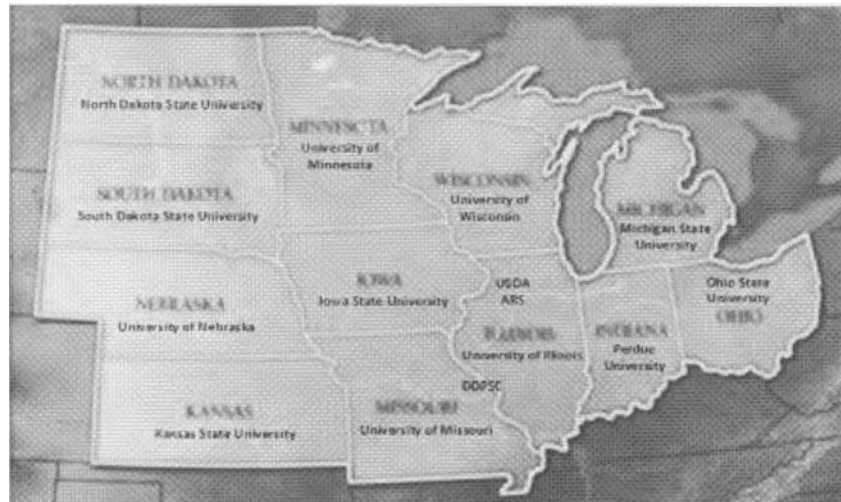 NORTH DAKOTA
North Dakota State University
MINNESOTA
University of
Minnesota
SOUTH DAKOTA
South Dakota State University
WISCONSIN
University of
Wisconsin
MICHIGAN
Michigan State
University
NEBRASKA
University of Nebraska
IOWA
Iowa State University
USDA
ARS
ILLINOIS
University of Illinois
INDIANA
Perdue
University
Ohio State
University
OHIO
DDPSC
KANSAS
Kansas State University
MISSOURI
University of Missouri